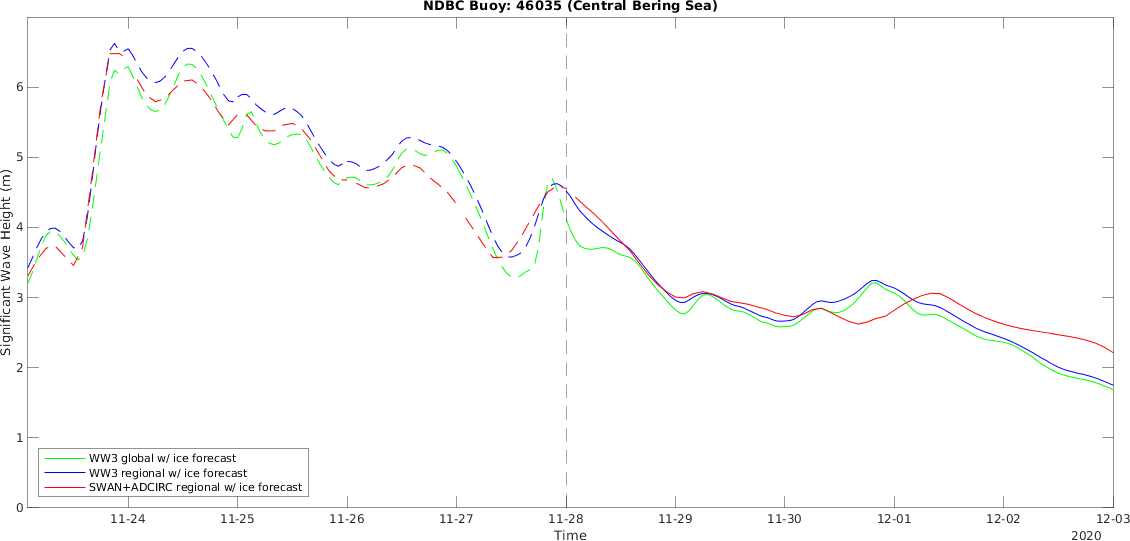 NDBC Buoy: 46035 (Central Bering Sea)
Significant Wave Height (m)
6
5
4
3
2
1
0
WW3 global w/ ice forecast
WW3 regional w/ ice forecast
SWAN+ADCIRC regional w/ ice forecast
11-24 11-25 11-26 11-27 11-28 11-29 11-30 12-01 12-02 12-03
Time
2020